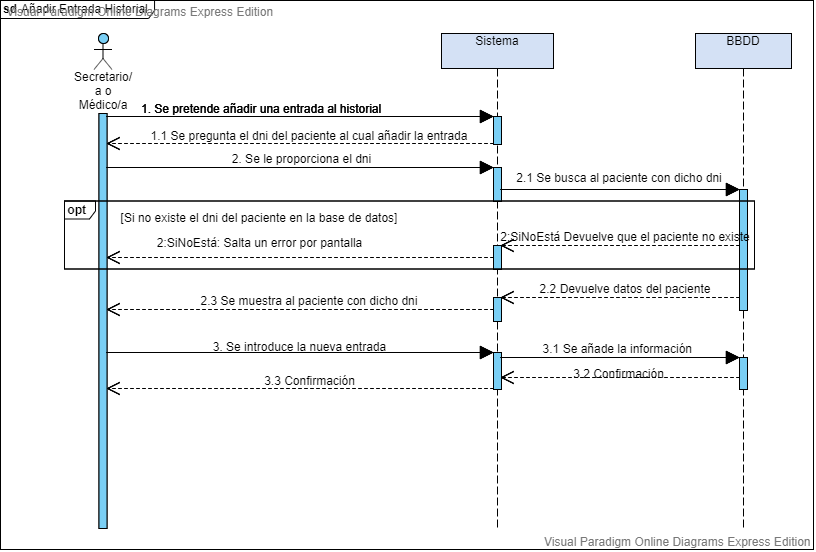 sd Añadir Entrada Historial
Visual Paradigm Online Diagrams Express Edition
Sistema
BBDD
Secretario/
a o
Médico/a
1. Se pretende añadir una entrada al historial
1.1 Se pregunta el dni del paciente al cual añadir la entrada
2. Se le proporciona el dni
2.1 Se busca al paciente con dicho dni
opt
[Si no existe el dni del paciente en la base de datos]
2:SiNoEstá Devuelve que el paciente no existe
2:SiNoEstá: Salta un error por pantalla
2.2 Devuelve datos del paciente
2.3 Se muestra al paciente con dicho dni
3. Se introduce la nueva entrada
3.1 Se añade la información
3.2 Confirmación
3.3 Confirmación
Visual Paradigm Online Diagrams Express Edition